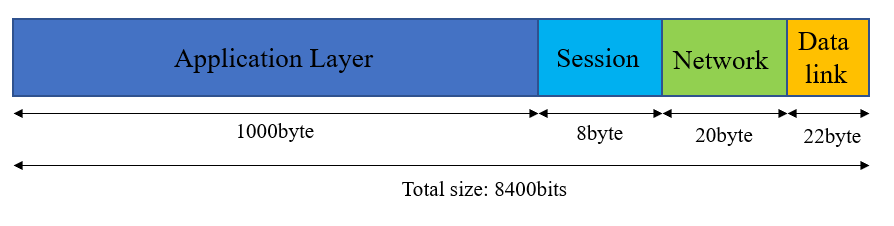 Application Layer
Session
Network
Data
link
1000byte
8byte
20byte
22byte
Total size: 8400bits